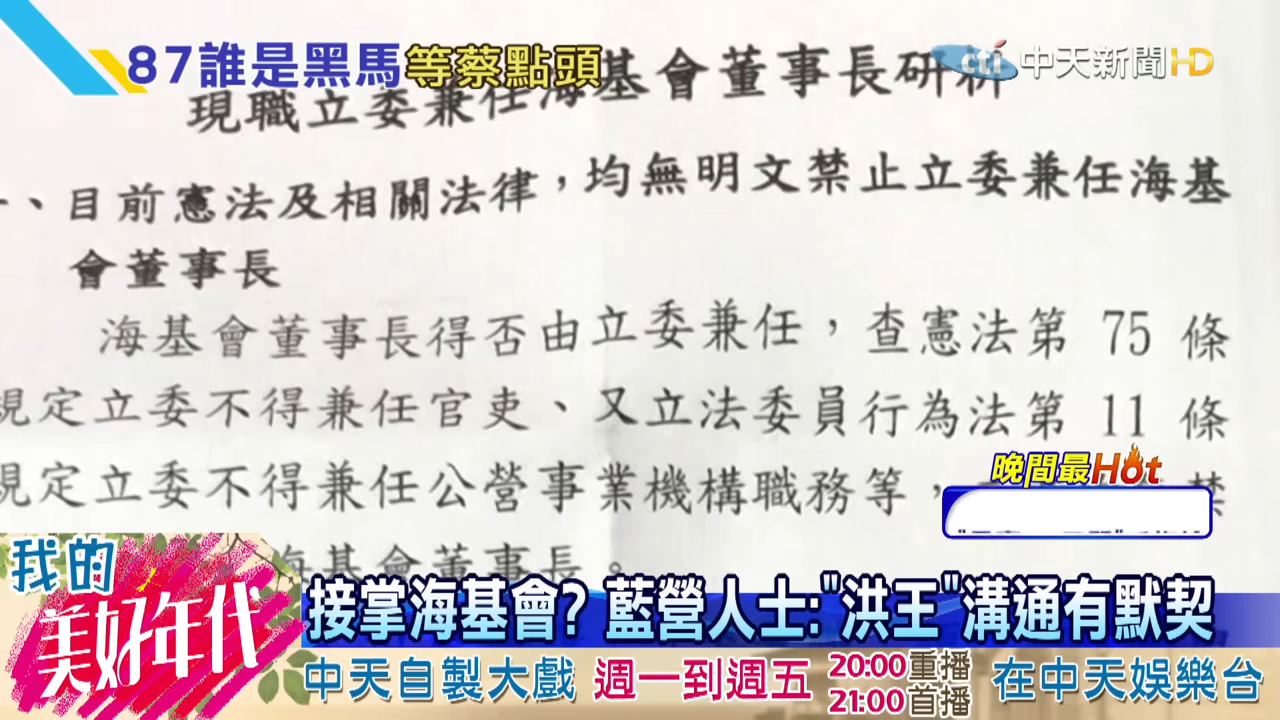 87誰是黑馬等蔡點頭
cti 中天新聞HD
現職立委兼任海基會董事長研析
一、目前憲法及相關法律，均無明文禁止立委兼任海基
會董事長
海基會董事長得否由立委兼任，查憲法第 75 條
規定立委不得兼任官吏、又立法委員行為法第 11 條
規定立委不得兼任公營事業機構職務等，
禁
海基會董事長。
晚間最Hot
我的
美好年代
接掌海基會? 藍營人士:"洪王"溝通有默契
中天自製大戲 週一到週五 20:00重播 21:00首播 在中天娛樂台